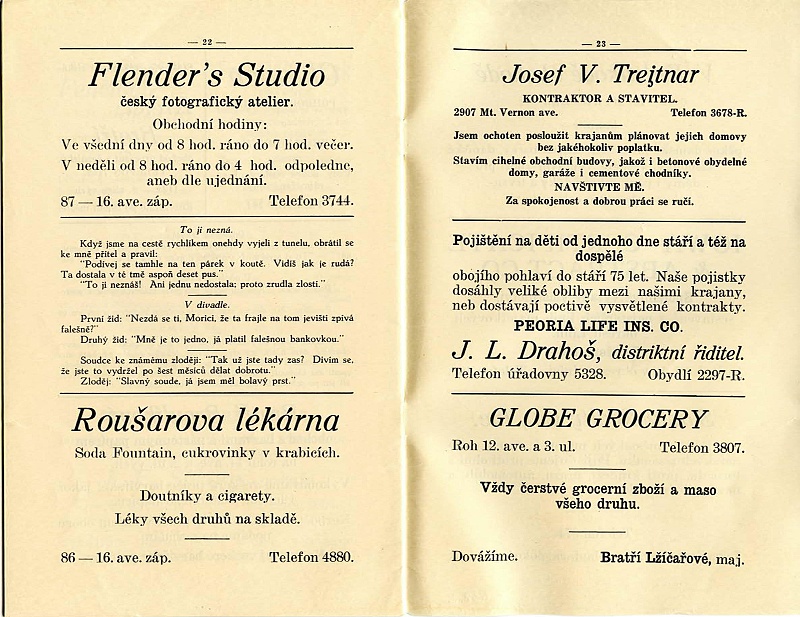 — 22 —
Flender's Studio
český fotografický atelier.
Obchodní hodiny:
Ve všední dny od 8 hod. ráno do 7 hod. večer.
V neděli od 8 hod. ráno do 4 hod. odpoledne,
aneb dle ujednání.
87 — 16. ave. záp. Telefon 3744.
To ji nezná.
Když jsme na cestě rychlíkem onehdy vyjeli z tunelu, obrátil se
ke mně přítel a pravil:
"Podívej se tamhle na ten párek v koutě. Vidíš jak je rudá?
Ta dostala v té tmě aspoň deset pus."
"To ji neznáš! Ani jednu nedostala; proto zrudla zlostí."
V divadle.
První žid: "Nezdá se ti, Morici, že ta frajle na tom jevišti zpívá
falešně?"
Druhý žid: "Mně je to jedno, já platil falešnou bankovkou."
Soudce ke známému zloději: "Tak už jste tady zas? Divím se,
že jste to vydržel po šest měsíců dělat dobrotu."
Zloděj: "Slavný soude, já jsem měl bolavý prst."
Roušarova lékárna
Soda Fountain, cukrovinky v krabicích.
Doutníky a cigarety.
Léky všech druhů na skladě.
86 — 16. ave. záp. Telefon 4880.
— 23 —
Josef V. Trejtnar
KONTRAKTOR A STAVITEL.
2907 Mt. Vernon ave. Telefon 3678-R.
Jsem ochoten posloužit krajanům plánovat jejich domovy
bez jakéhokoliv poplatku.
Stavím cihelné obchodní budovy, jakož i betonové obydelné
domy, garáže i cementové chodníky.
NAVŠTIVTE MĚ.
Za spokojenost a dobrou práci se ručí.
Pojištění na děti od jednoho dne stáří a též na
dospělé
obojího pohlaví do stáří 75 let. Naše pojistky
dosáhly veliké obliby mezi našimi krajany,
neb dostávají poctivě vysvětlené kontrakty.
PEORIA LIFE INS. CO.
J. L. Drahoš, distriktní řiditel.
Telefon úřadovny 5328. Obydlí 2297-R.
GLOBE GROCERY
Roh 12. ave. a 3. ul. Telefon 3807.
Vždy čerstvé grocerní zboží a maso
všeho druhu.
Dovážíme. Bratří Lžíčařové, maj.